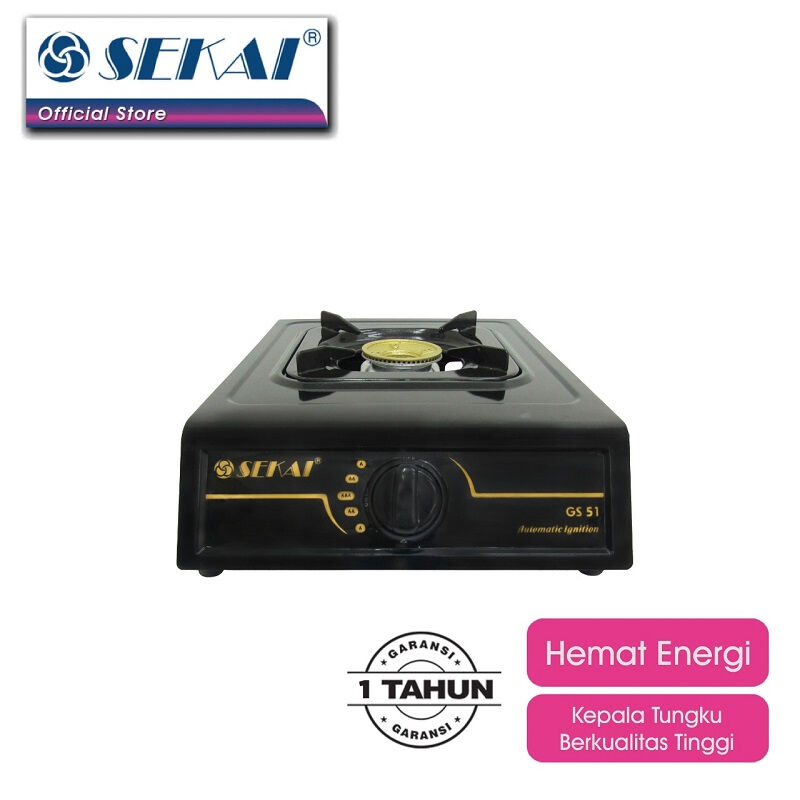 SEKAI®
Official Store
SEKAI®
GS 51
Automatic Ignition
GARANSI
1 TAHUN
GARANSI
Hemat Energi
Kepala Tungku
Berkualitas Tinggi